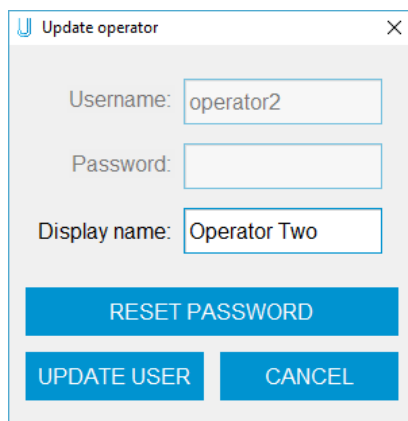 Update operator
Username: operator2
Password:
Display name: Operator Two
RESET PASSWORD
UPDATE USER CANCEL